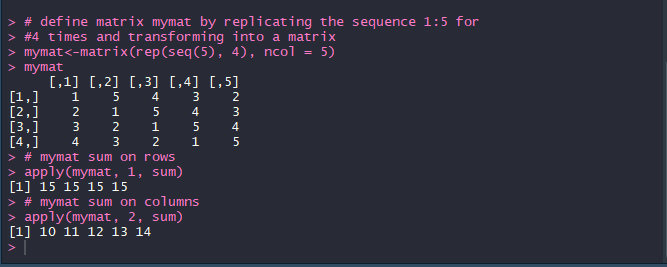 > # define matrix mymat by replicating the sequence 1:5 for
> #4 times and transforming into a matrix
> mymat<-matrix(rep(seq(5), 4), ncol = 5)
> mymat
     [,1] [,2] [,3] [,4] [,5]
[1,]    1    5    4    3    2
[2,]    2    1    5    4    3
[3,]    3    2    1    5    4
[4,]    4    3    2    1    5
> # mymat sum on rows
> apply(mymat, 1, sum)
[1] 15 15 15 15
> # mymat sum on columns
> apply(mymat, 2, sum)
[1] 10 11 12 13 14
>